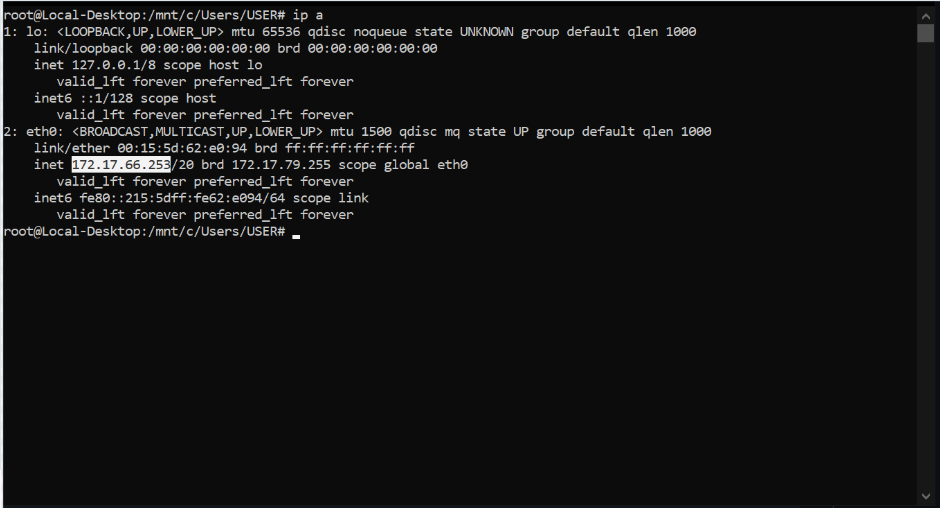 root@Local-Desktop:/mnt/c/Users/USER# ip a
1: lo: <LOOPBACK,UP,LOWER_UP> mtu 65536 qdisc noqueue state UNKNOWN group default qlen 1000
    link/loopback 00:00:00:00:00:00 brd 00:00:00:00:00:00
    inet 127.0.0.1/8 scope host lo
       valid_lft forever preferred_lft forever
    inet6 ::1/128 scope host
       valid_lft forever preferred_lft forever
2: eth0: <BROADCAST,MULTICAST,UP,LOWER_UP> mtu 1500 qdisc mq state UP group default qlen 1000
    link/ether 00:15:5d:62:e0:94 brd ff:ff:ff:ff:ff:ff
    inet 172.17.66.253/20 brd 172.17.79.255 scope global eth0
       valid_lft forever preferred_lft forever
    inet6 fe80::215:5dff:fe62:e094/64 scope link
       valid_lft forever preferred_lft forever
root@Local-Desktop:/mnt/c/Users/USER#